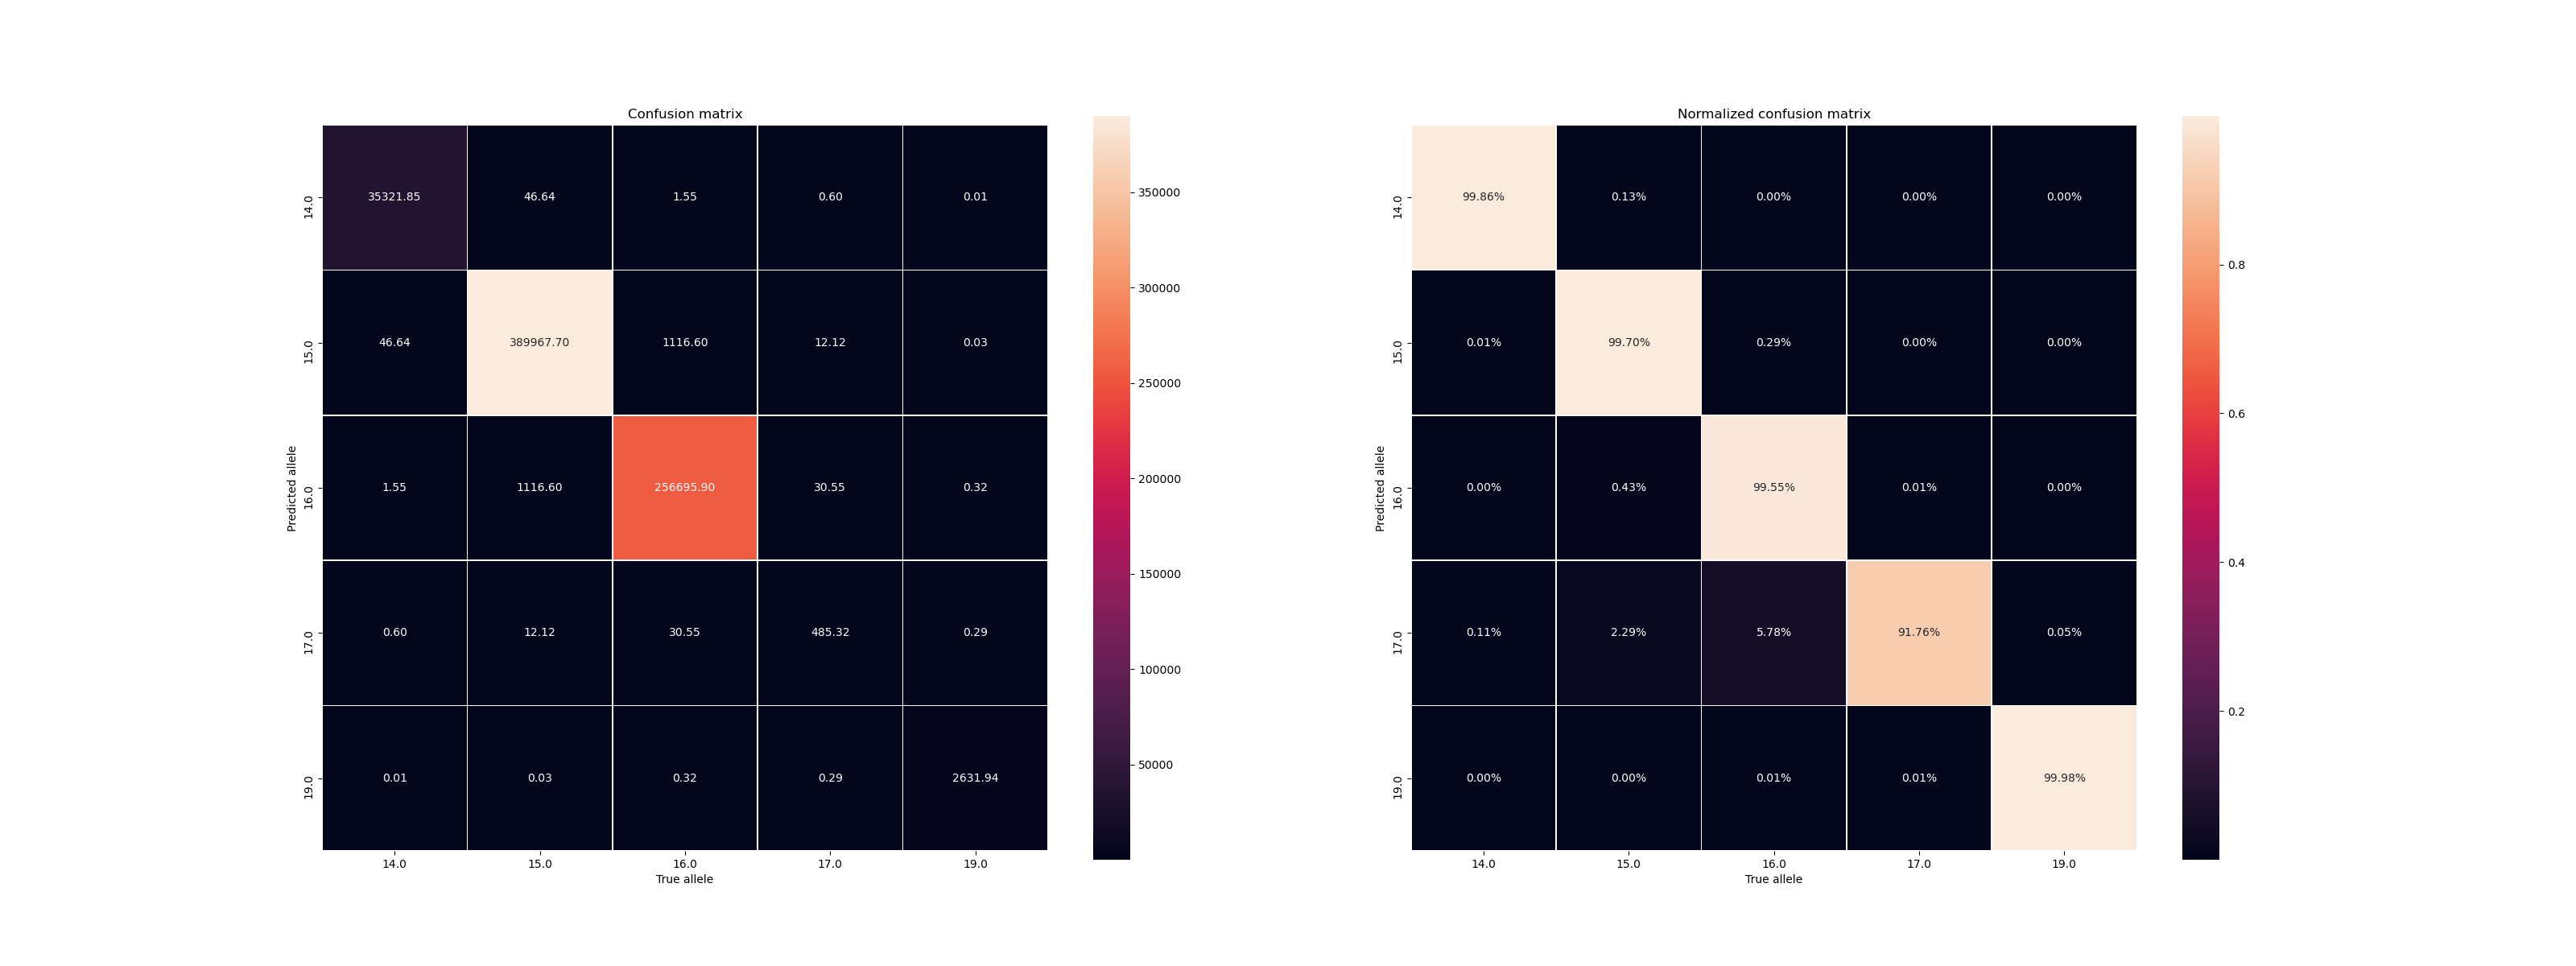 Confusion matrix
14.0 35321.85 46.64 1.55 0.60 0.01
15.0 46.64 389967.70 1116.60 12.12 0.03
16.0 1.55 1116.60 256695.90 30.55 0.32
17.0 0.60 12.12 30.55 485.32 0.29
19.0 0.01 0.03 0.32 0.29 2631.94
14.0 15.0 16.0 17.0 19.0
True allele
Predicted allele
350000
300000
250000
200000
150000
100000
50000
Normalized confusion matrix
14.0 99.86% 0.13% 0.00% 0.00% 0.00%
15.0 0.01% 99.70% 0.29% 0.00% 0.00%
16.0 0.00% 0.43% 99.55% 0.01% 0.00%
17.0 0.11% 2.29% 5.78% 91.76% 0.05%
19.0 0.00% 0.00% 0.01% 0.01% 99.98%
14.0 15.0 16.0 17.0 19.0
True allele
Predicted allele
0.8
0.6
0.4
0.2